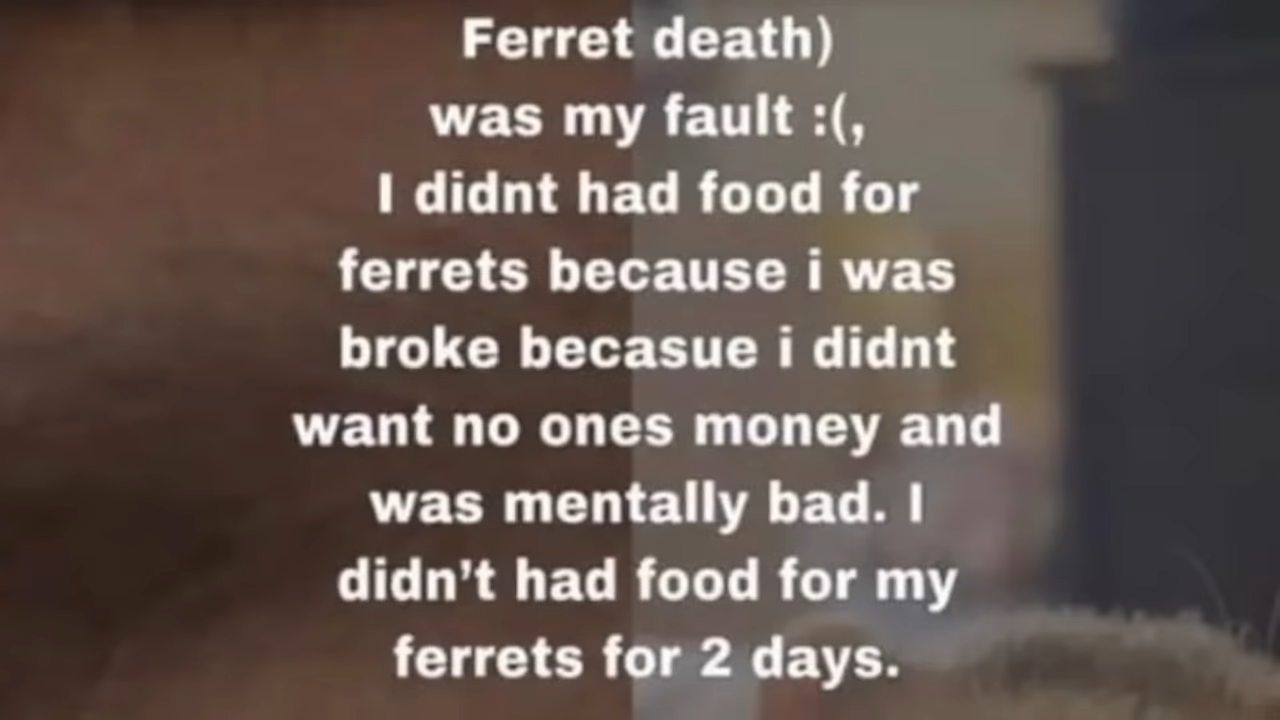 Ferret death)
was my fault :(,
I didnt had food for
ferrets because i was
broke becasue i didnt
want no ones money and
was mentally bad. I
didn't had food for my
ferrets for 2 days.